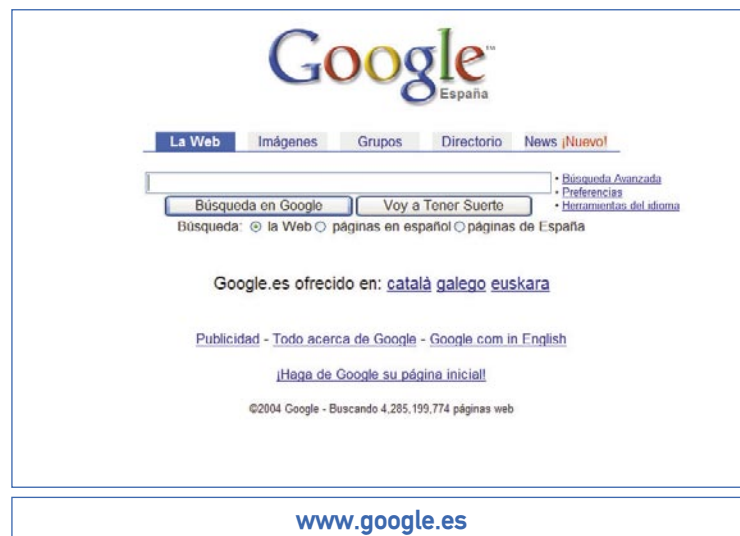 Google™
España
La Web Imágenes Grupos Directorio News ¡Nuevo!
• Búsqueda Avanzada
• Preferencias
• Herramientas del idioma
Búsqueda en Google Voy a Tener Suerte
Búsqueda: la Web páginas en español páginas de España
Google.es ofrecido en: català galego euskara
Publicidad - Todo acerca de Google - Google com in English
¡Haga de Google su página inicial!
©2004 Google - Buscando 4,285,199,774 páginas web
www.google.es